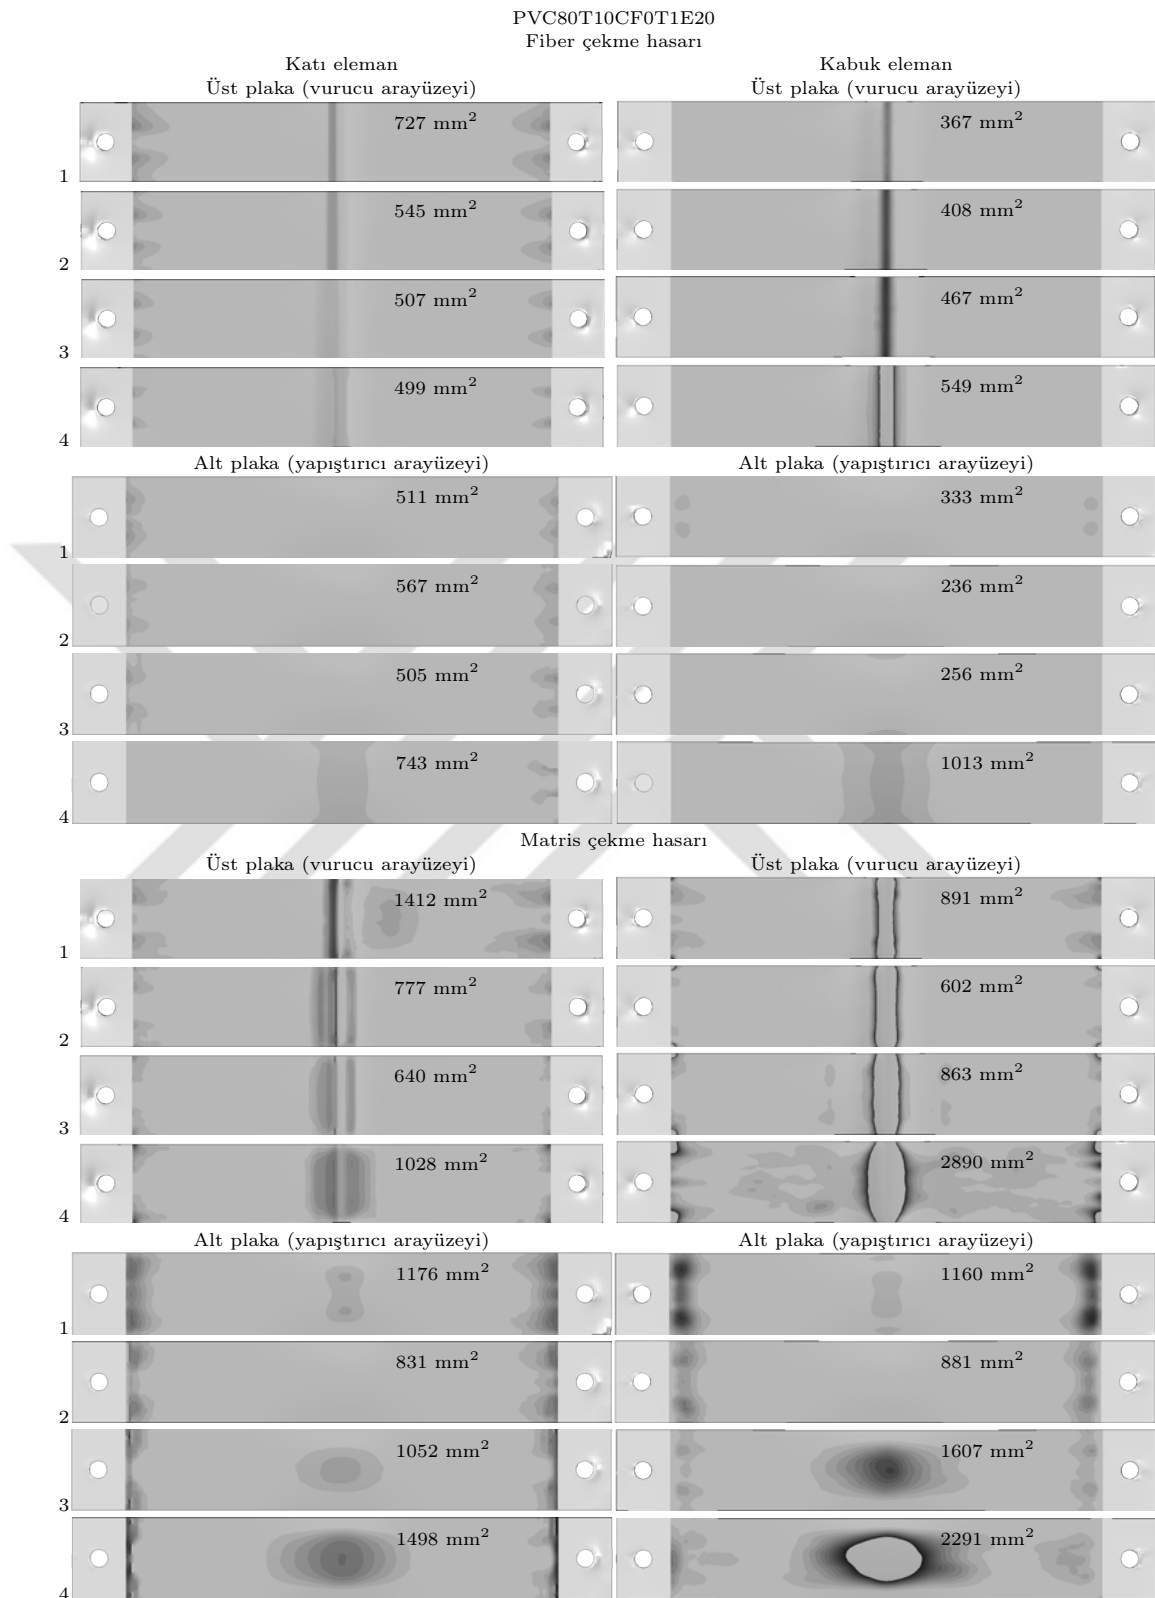 PVC80T10CF0T1E20
Fiber çekme hasarı
Katı eleman Kabuk eleman
Üst plaka (vurucu arayüzeyi) Üst plaka (vurucu arayüzeyi)
1 727 mm² 367 mm²
2 545 mm² 408 mm²
3 507 mm² 467 mm²
4 499 mm² 549 mm²
Alt plaka (yapıştırıcı arayüzeyi) Alt plaka (yapıştırıcı arayüzeyi)
1 511 mm² 333 mm²
2 567 mm² 236 mm²
3 505 mm² 256 mm²
4 743 mm² 1013 mm²
Matris çekme hasarı
Üst plaka (vurucu arayüzeyi) Üst plaka (vurucu arayüzeyi)
1 1412 mm² 891 mm²
2 777 mm² 602 mm²
3 640 mm² 863 mm²
4 1028 mm² 2890 mm²
Alt plaka (yapıştırıcı arayüzeyi) Alt plaka (yapıştırıcı arayüzeyi)
1 1176 mm² 1160 mm²
2 831 mm² 881 mm²
3 1052 mm² 1607 mm²
4 1498 mm² 2291 mm²